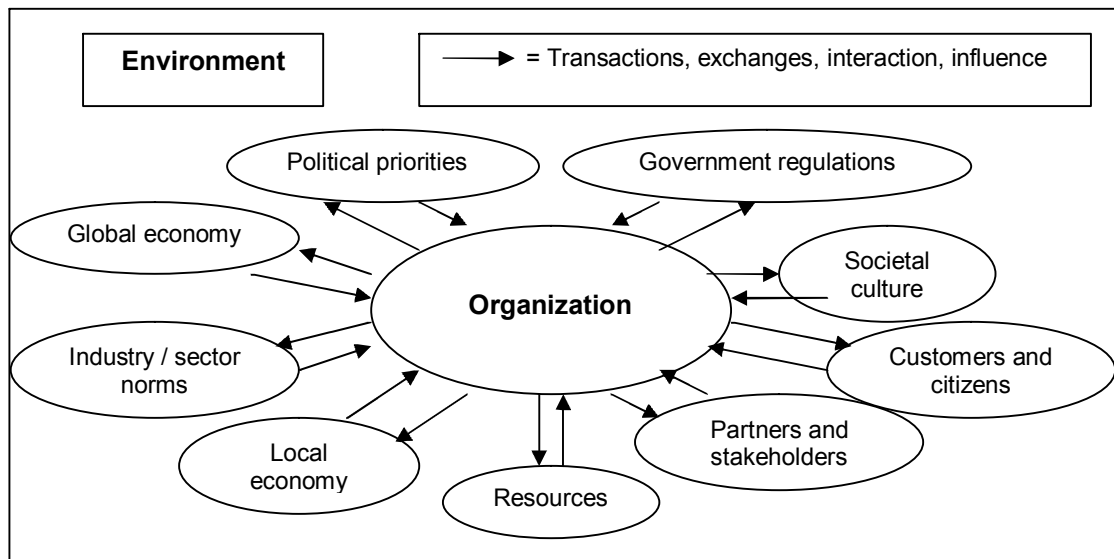 Environment
= Transactions, exchanges, interaction, influence
Political priorities
Government regulations
Global economy
Societal
culture
Organization
Industry / sector
norms
Customers and
citizens
Local
economy
Partners and
stakeholders
Resources